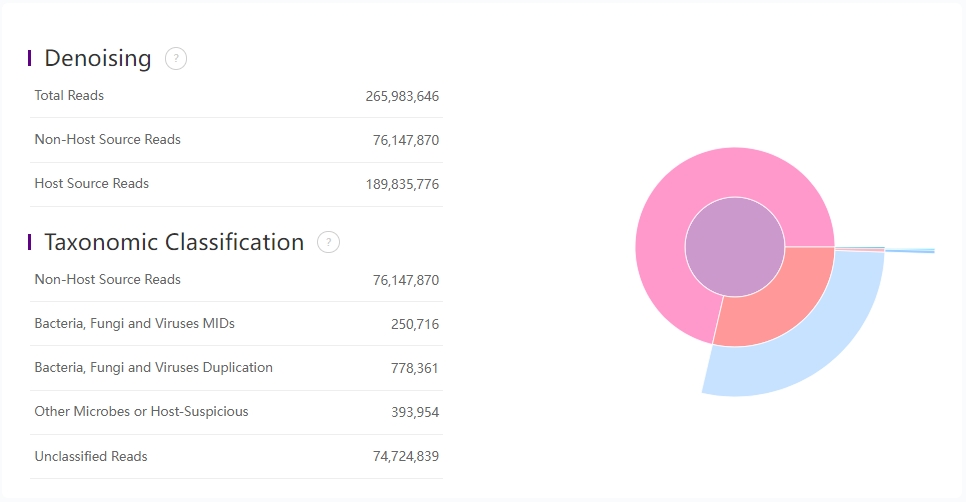 Denoising ?
Total Reads 265,983,646
Non-Host Source Reads 76,147,870
Host Source Reads 189,835,776
Taxonomic Classification ?
Non-Host Source Reads 76,147,870
Bacteria, Fungi and Viruses MIDs 250,716
Bacteria, Fungi and Viruses Duplication 778,361
Other Microbes or Host-Suspicious 393,954
Unclassified Reads 74,724,839